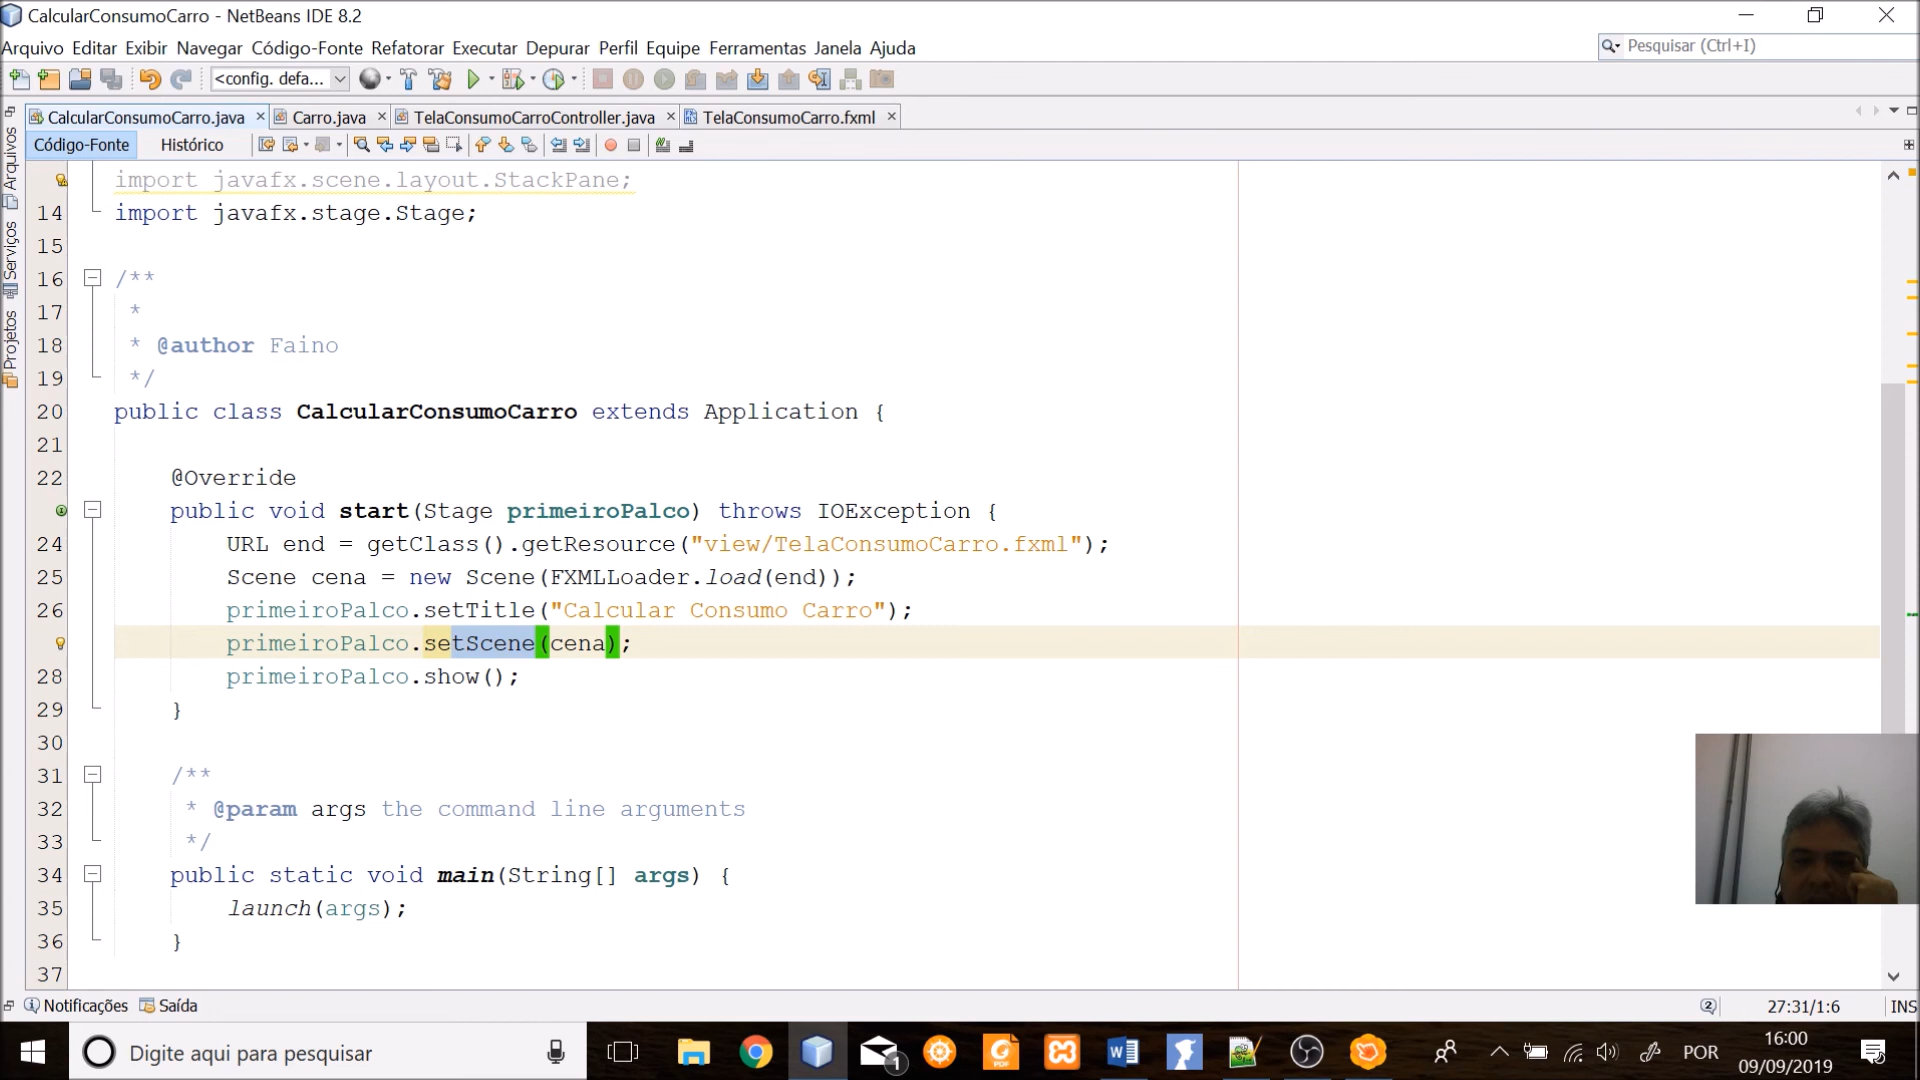 CalcularConsumoCarro - NetBeans IDE 8.2
Arquivo Editar Exibir Navegar Código-Fonte Refatorar Executar Depurar Perfil Equipe Ferramentas Janela Ajuda
Pesquisar (Ctrl+I)
<config. defa...
CalcularConsumoCarro.java Carro.java TelaConsumoCarroController.java TelaConsumoCarro.fxml
Código-Fonte Histórico
Arquivos
Serviços
Projetos
import javafx.scene.layout.StackPane;
14 import javafx.stage.Stage;
15
16 /**
17 *
18 * @author Faino
19 */
20 public class CalcularConsumoCarro extends Application {
21
22 @Override
public void start(Stage primeiroPalco) throws IOException {
24 URL end = getClass().getResource("view/TelaConsumoCarro.fxml");
25 Scene cena = new Scene(FXMLLoader.load(end));
26 primeiroPalco.setTitle("Calcular Consumo Carro");
primeiroPalco.setScene(cena);
28 primeiroPalco.show();
29 }
30
31 /**
32 * @param args the command line arguments
33 */
34 public static void main(String[] args) {
35 launch(args);
36 }
37
Notificações Saída
2 27:31/1:6 INS
Digite aqui para pesquisar
1
POR
16:00
09/09/2019